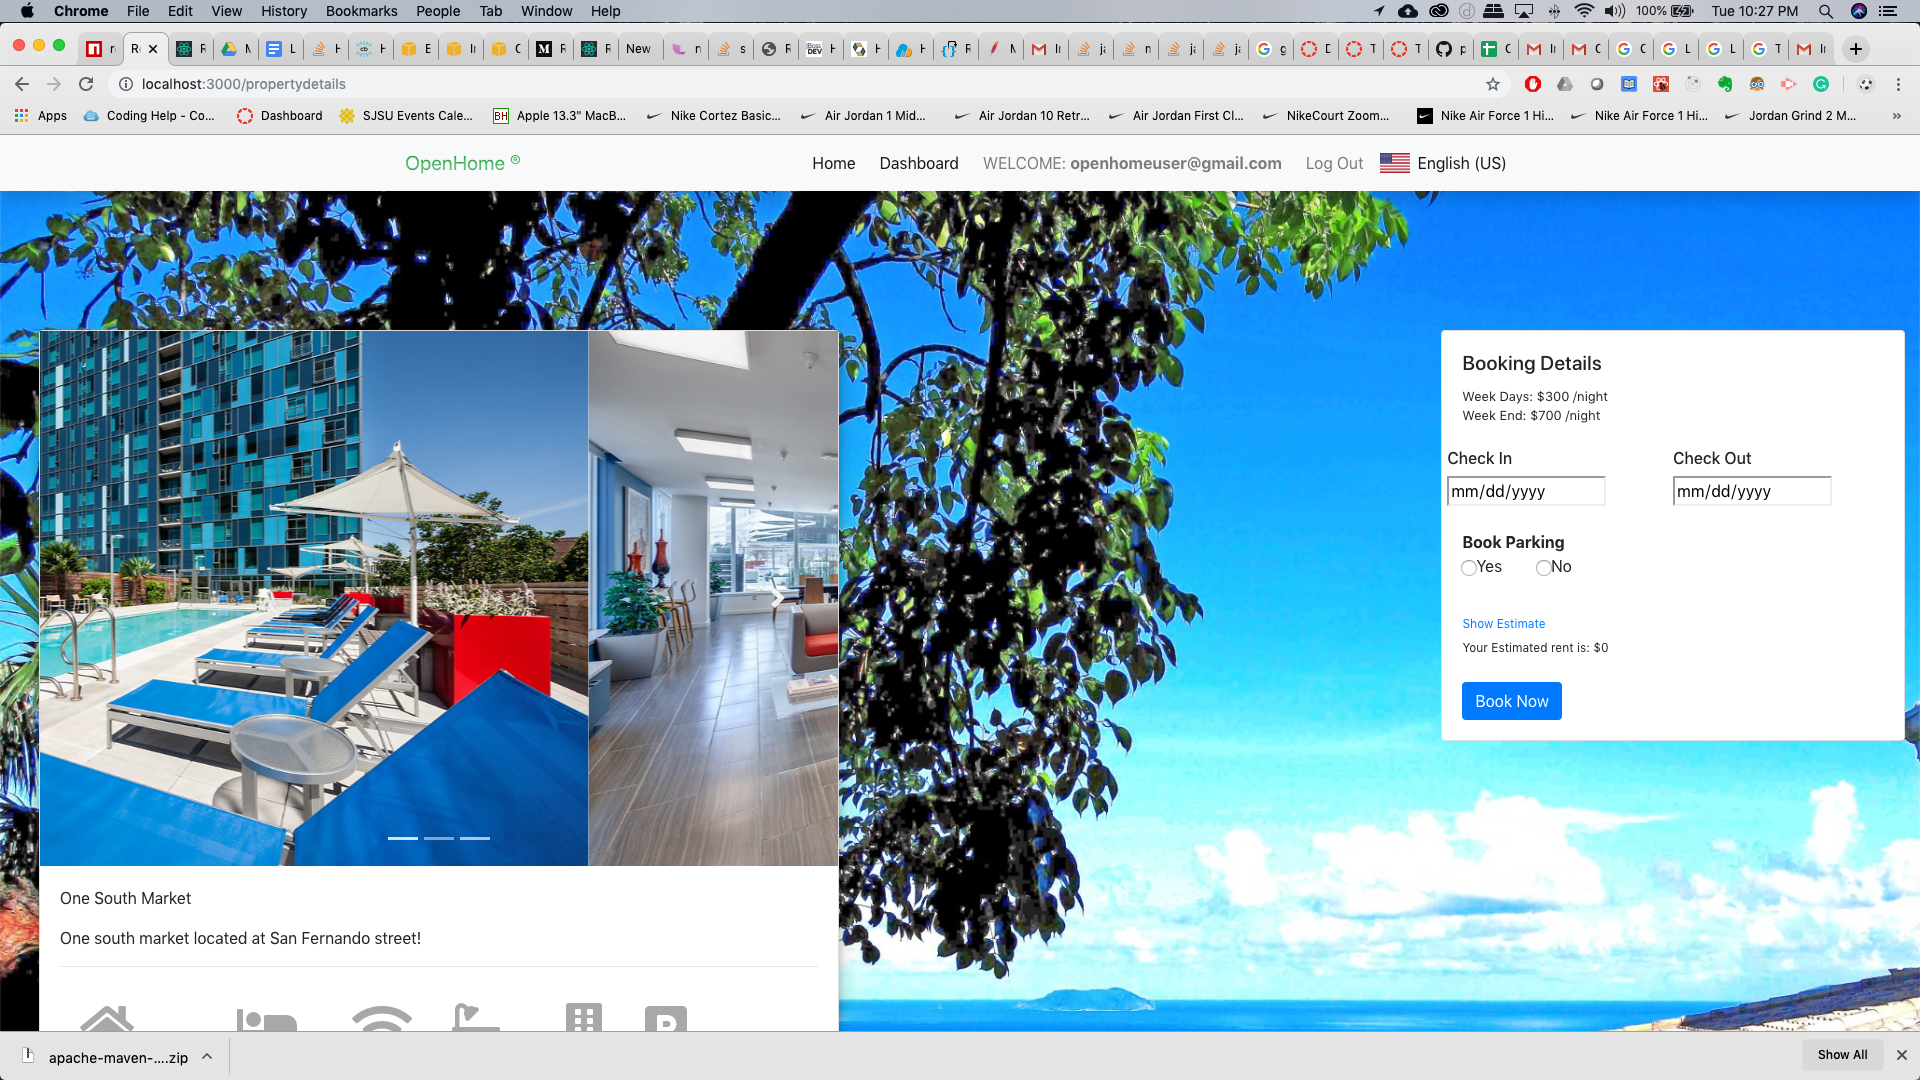 Chrome File Edit View History Bookmarks People Tab Window Help 100% Tue 10:27 PM
New
localhost:3000/propertydetails
Apps Coding Help - Co... Dashboard SJSU Events Cale... BH Apple 13.3" MacB... Nike Cortez Basic... Air Jordan 1 Mid... Air Jordan 10 Retr... Air Jordan First Cl... NikeCourt Zoom... Nike Air Force 1 Hi... Nike Air Force 1 Hi... Jordan Grind 2 M... »
OpenHome ® Home Dashboard WELCOME: openhomeuser@gmail.com Log Out English (US)
Booking Details
Week Days: $300 /night
Week End: $700 /night
Check In Check Out
mm/dd/yyyy mm/dd/yyyy
Book Parking
Yes No
Show Estimate
Your Estimated rent is: $0
Book Now
One South Market
One south market located at San Fernando street!
apache-maven-....zip Show All